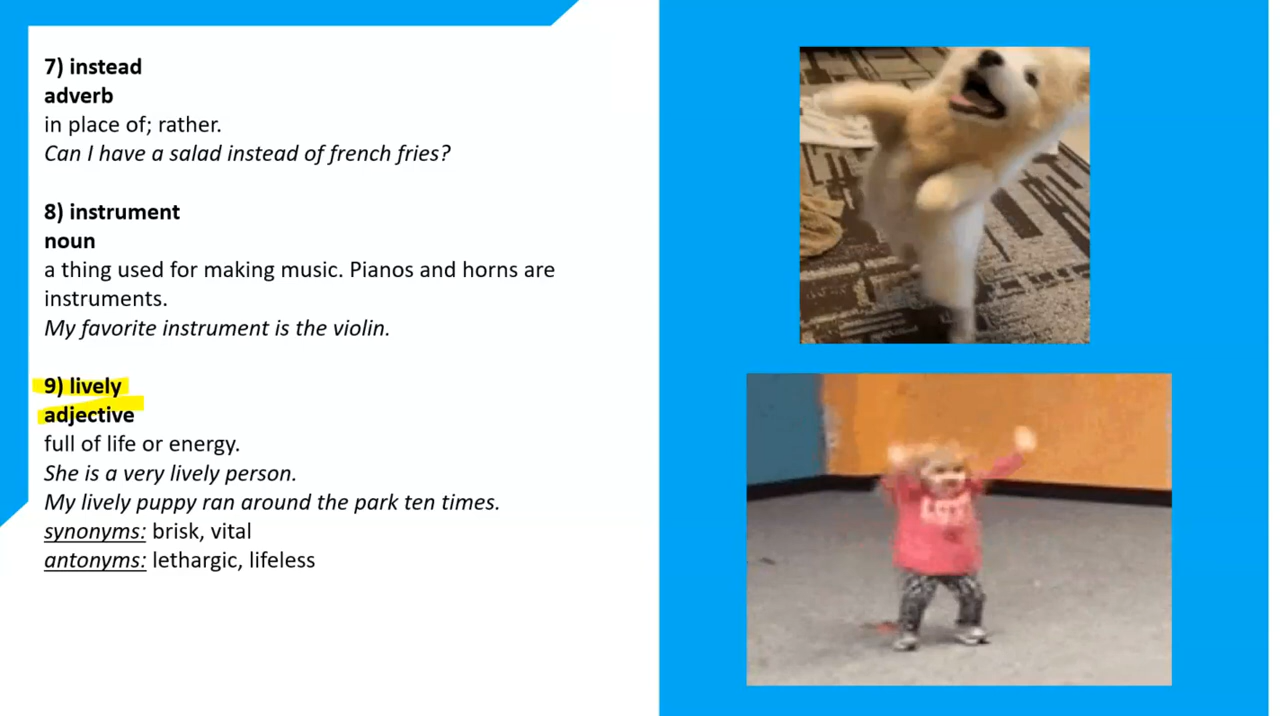 7) instead
adverb
in place of; rather.
Can I have a salad instead of french fries?
8) instrument
noun
a thing used for making music. Pianos and horns are
instruments.
My favorite instrument is the violin.
9) lively
adjective
full of life or energy.
She is a very lively person.
My lively puppy ran around the park ten times.
synonyms: brisk, vital
antonyms: lethargic, lifeless